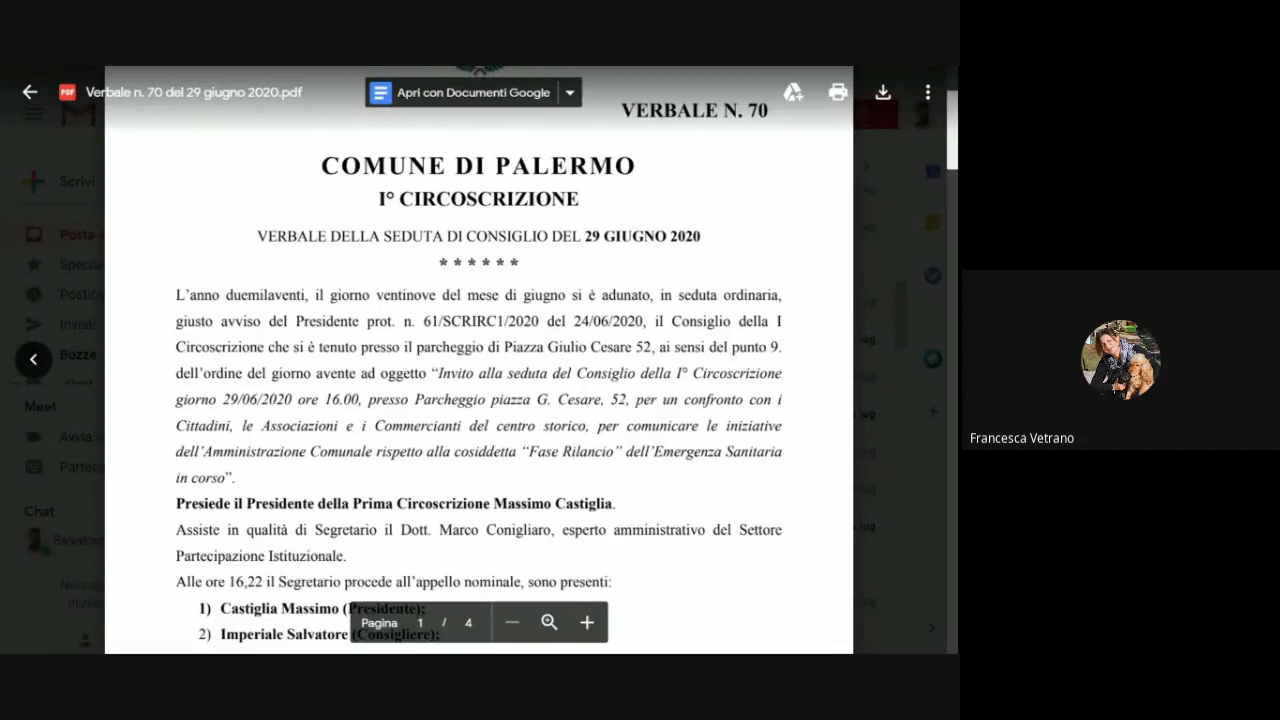 Verbale n. 70 del 29 giugno 2020.pdf
Apri con Documenti Google
VERBALE N. 70
COMUNE DI PALERMO
I° CIRCOSCRIZIONE
VERBALE DELLA SEDUTA DI CONSIGLIO DEL 29 GIUGNO 2020
* * * * * *
L’anno duemilaventi, il giorno ventinove del mese di giugno si è adunato, in seduta ordinaria,
giusto avviso del Presidente prot. n. 61/SCRIRC1/2020 del 24/06/2020, il Consiglio della I
Circoscrizione che si è tenuto presso il parcheggio di Piazza Giulio Cesare 52, ai sensi del punto 9.
dell’ordine del giorno avente ad oggetto “Invito alla seduta del Consiglio della I° Circoscrizione
giorno 29/06/2020 ore 16.00, presso Parcheggio piazza G. Cesare, 52, per un confronto con i
Cittadini, le Associazioni e i Commercianti del centro storico, per comunicare le iniziative
dell’Amministrazione Comunale rispetto alla cosiddetta “Fase Rilancio” dell’Emergenza Sanitaria
in corso”.
Presiede il Presidente della Prima Circoscrizione Massimo Castiglia.
Assiste in qualità di Segretario il Dott. Marco Conigliaro, esperto amministrativo del Settore
Partecipazione Istituzionale.
Alle ore 16,22 il Segretario procede all’appello nominale, sono presenti:
1) Castiglia Massimo (Presidente);
2) Imperiale Salvatore (Consigliere);
Pagina 1 / 4
Scrivi
Posta
Inviati
Bozze
Meet
Chat
Francesca Vetrano